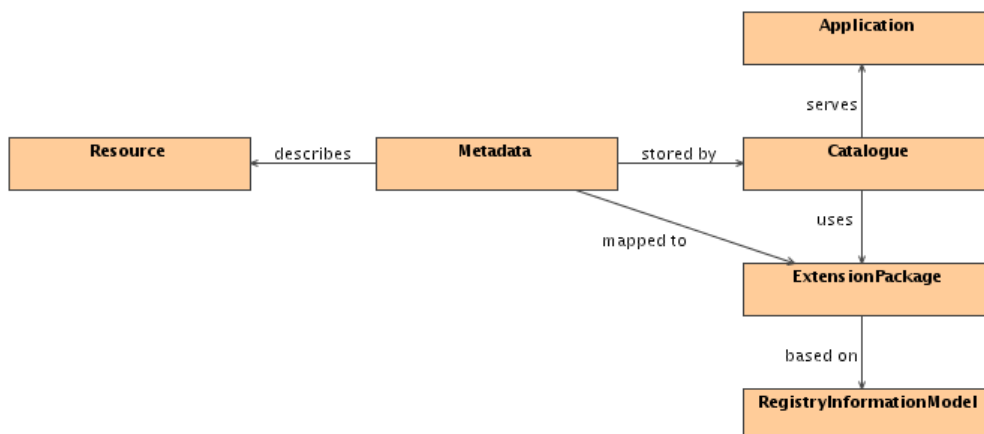 Application
serves
Resource
describes
Metadata
stored by
Catalogue
uses
mapped to
ExtensionPackage
based on
RegistryInformationModel